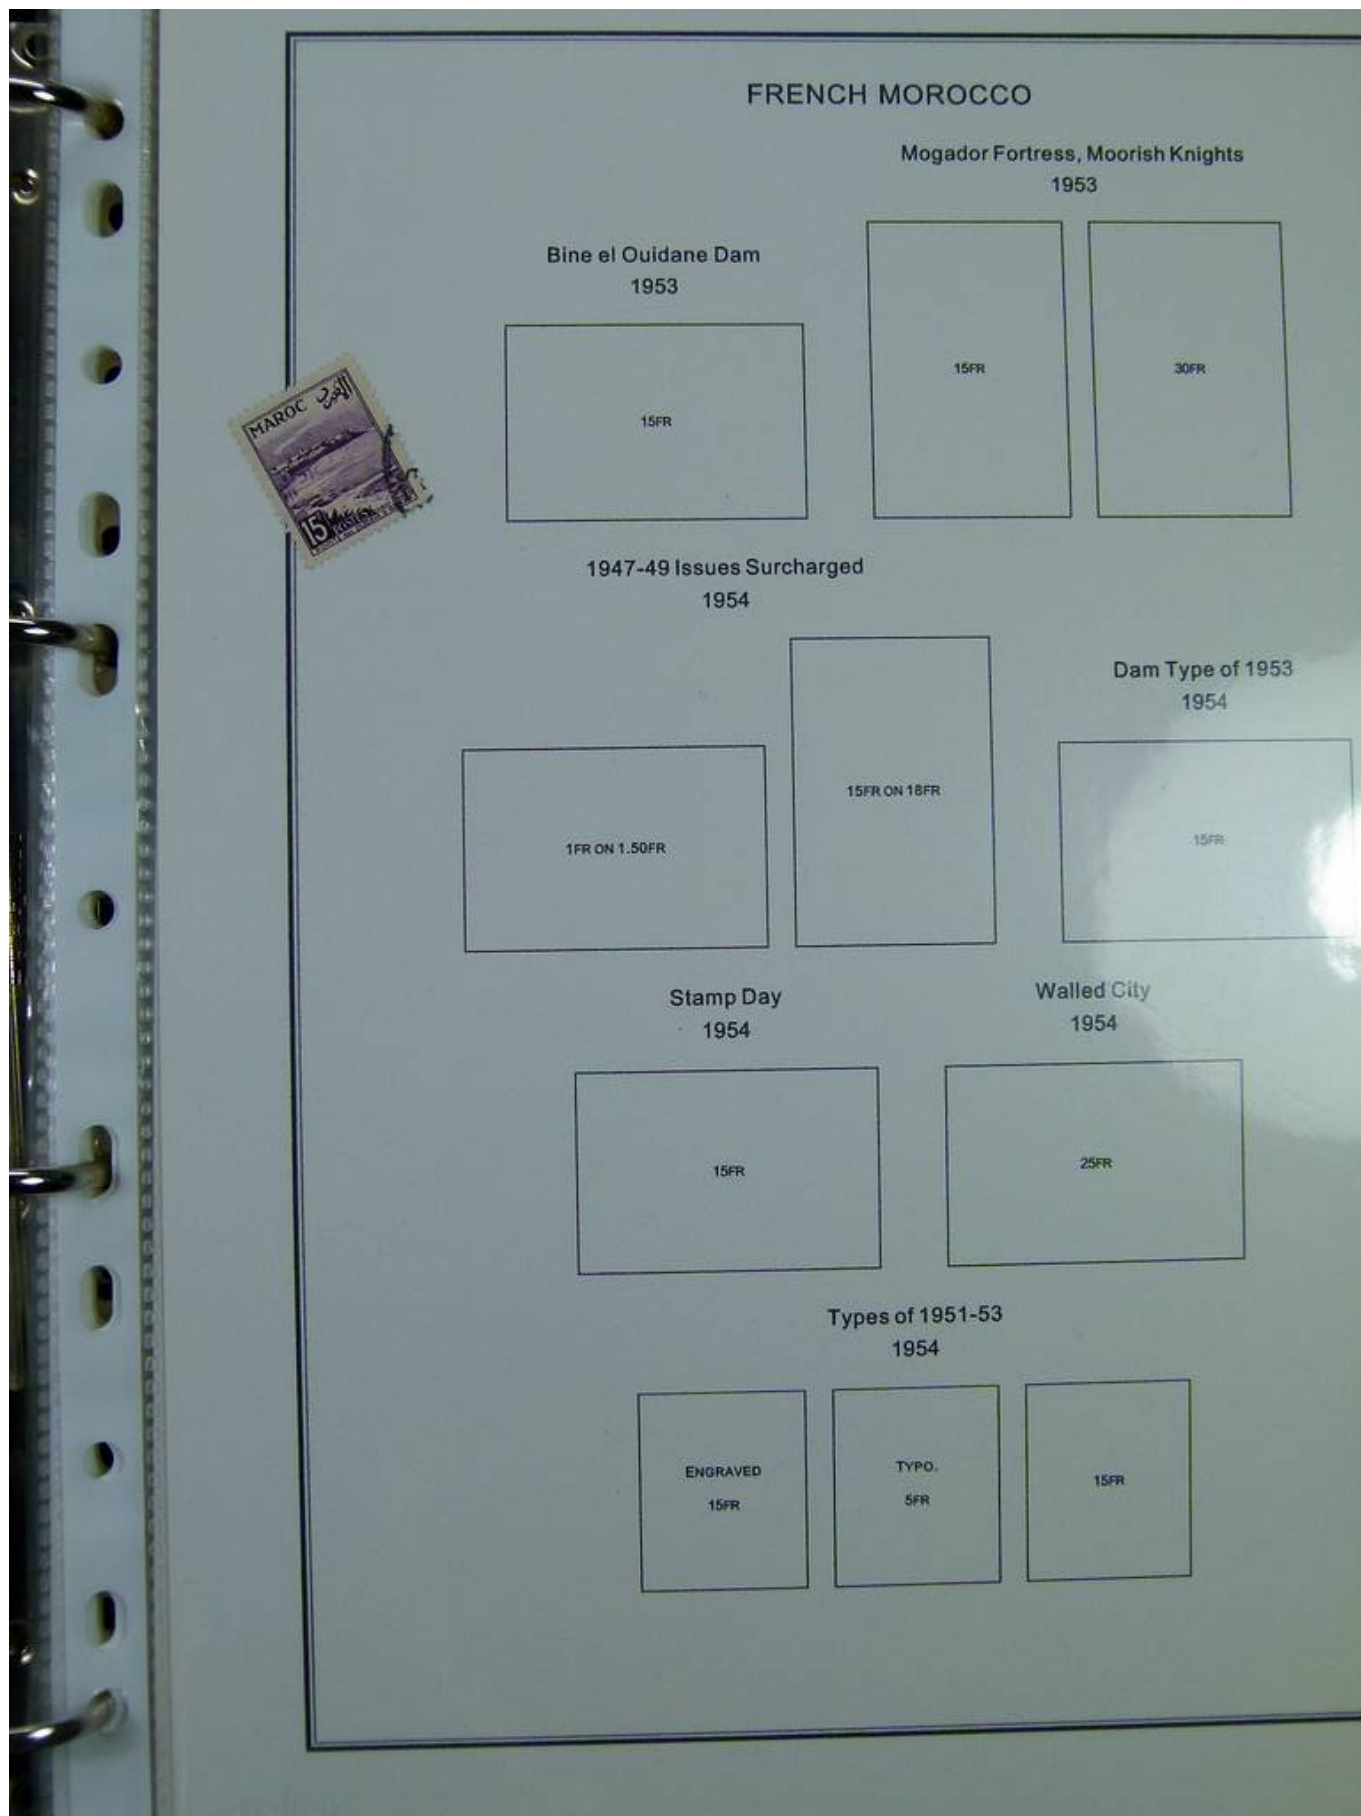 FRENCH MOROCCO
Mogador Fortress, Moorish Knights
1953
15FR
30FR
Bine el Ouidane Dam
1953
15FR
MAROC المغرب
15F
1947-49 Issues Surcharged
1954
1FR ON 1.50FR
15FR ON 18FR
Dam Type of 1953
1954
15FR
Stamp Day
1954
15FR
Walled City
1954
25FR
Types of 1951-53
1954
ENGRAVED
15FR
TYPO.
5FR
15FR